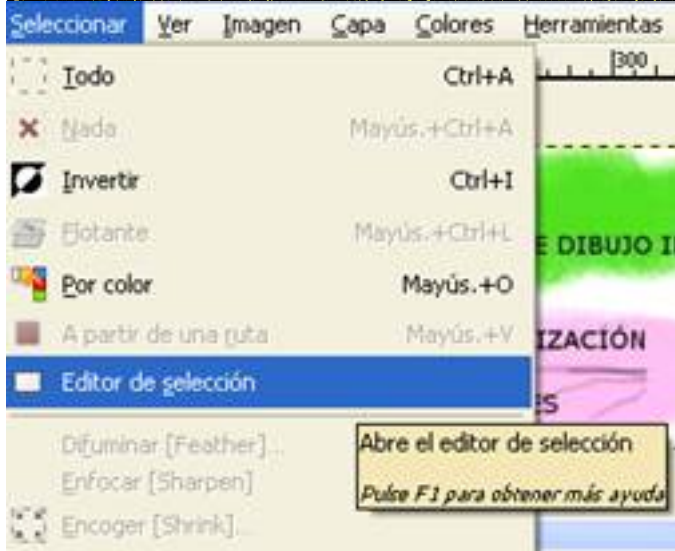 Seleccionar Ver Imagen Capa Colores Herramientas
300
Todo Ctrl+A
Nada Mayús.+Ctrl+A
Invertir Ctrl+I
Flotante Mayús.+Ctrl+L
E DIBUJO I
Por color Mayús.+O
A partir de una ruta Mayús.+V
IZACIÓN
Editor de selección
ES
Abre el editor de selección
Difuminar [Feather]...
Enfocar [Sharpen]
Pulse F1 para obtener más ayuda
Encoger [Shrink]...